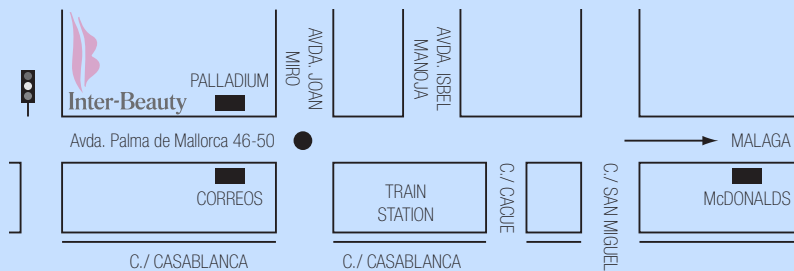 AVDA. JOAN
MIRO
AVDA. ISBEL
MANOJA
PALLADIUM
Inter-Beauty
Avda. Palma de Mallorca 46-50
MALAGA
CORREOS
TRAIN
STATION
C./ CACUE
C./ SAN MIGUEL
McDONALDS
C./ CASABLANCA
C./ CASABLANCA